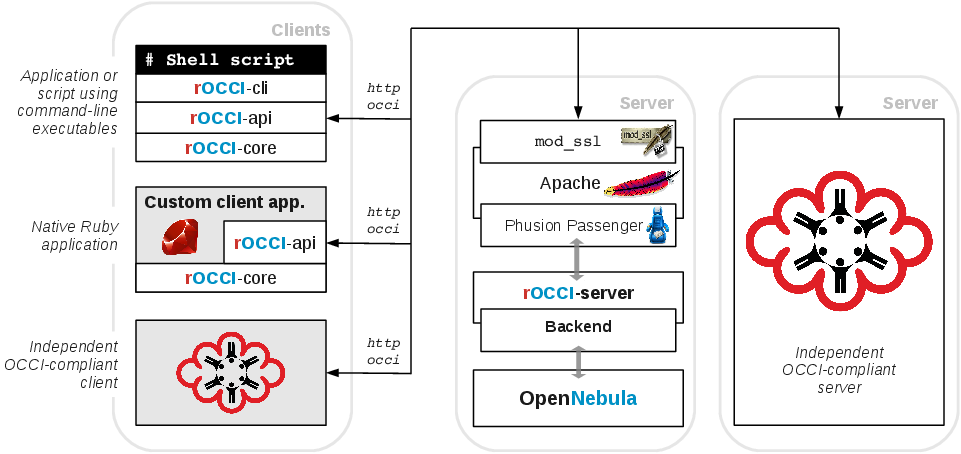 Clients
Application or
script using
command-line
executables
# Shell script
rOCCI-cli
rOCCI-api
rOCCI-core
http
occi
Native Ruby
application
Custom client app.
rOCCI-api
rOCCI-core
http
occi
Independent
OCCI-compliant
client
http
occi
Server
mod_ssl
mod_ssl
Apache
Phusion Passenger
rOCCI-server
Backend
OpenNebula
Server
Independent
OCCI-compliant
server